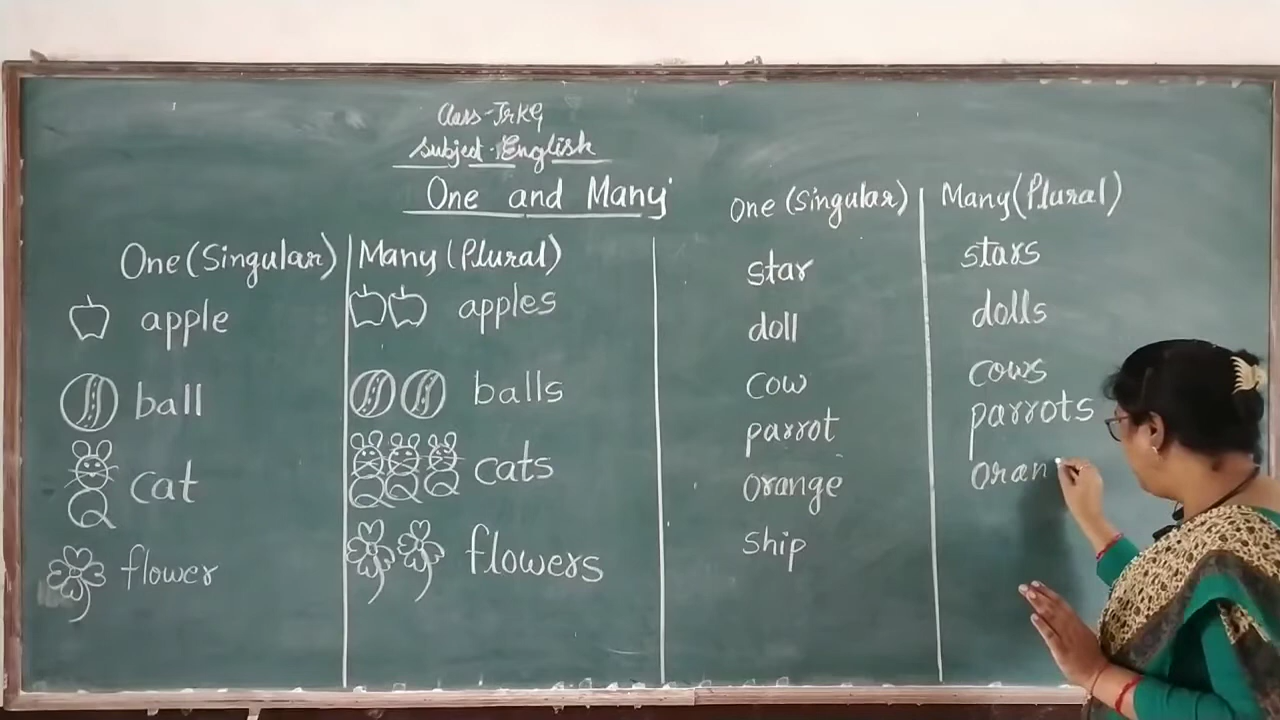 Class-JrKG
Subject-English
One and Many
One (Singular) Many (Plural)
apple apples
ball balls
cat cats
flower flowers
One (Singular) Many (Plural)
star stars
doll dolls
cow cows
parrot parrots
orange oran
ship